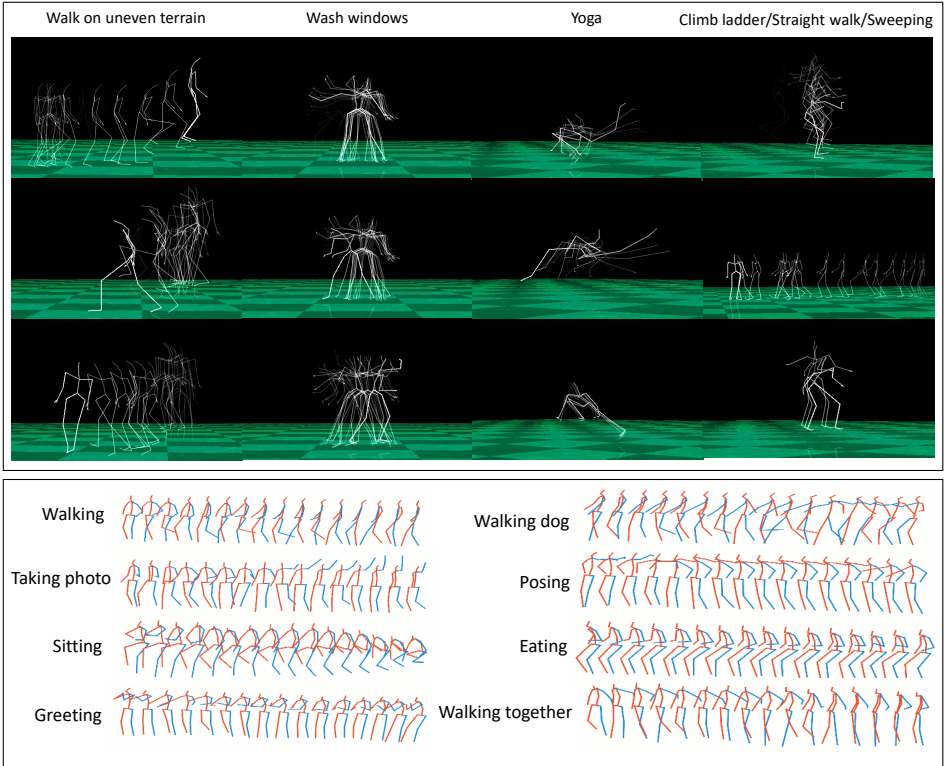 Walk on uneven terrain
Wash windows
Yoga
Climb ladder/Straight walk/Sweeping
Walking
Walking dog
Taking photo
Posing
Sitting
Eating
Greeting
Walking together